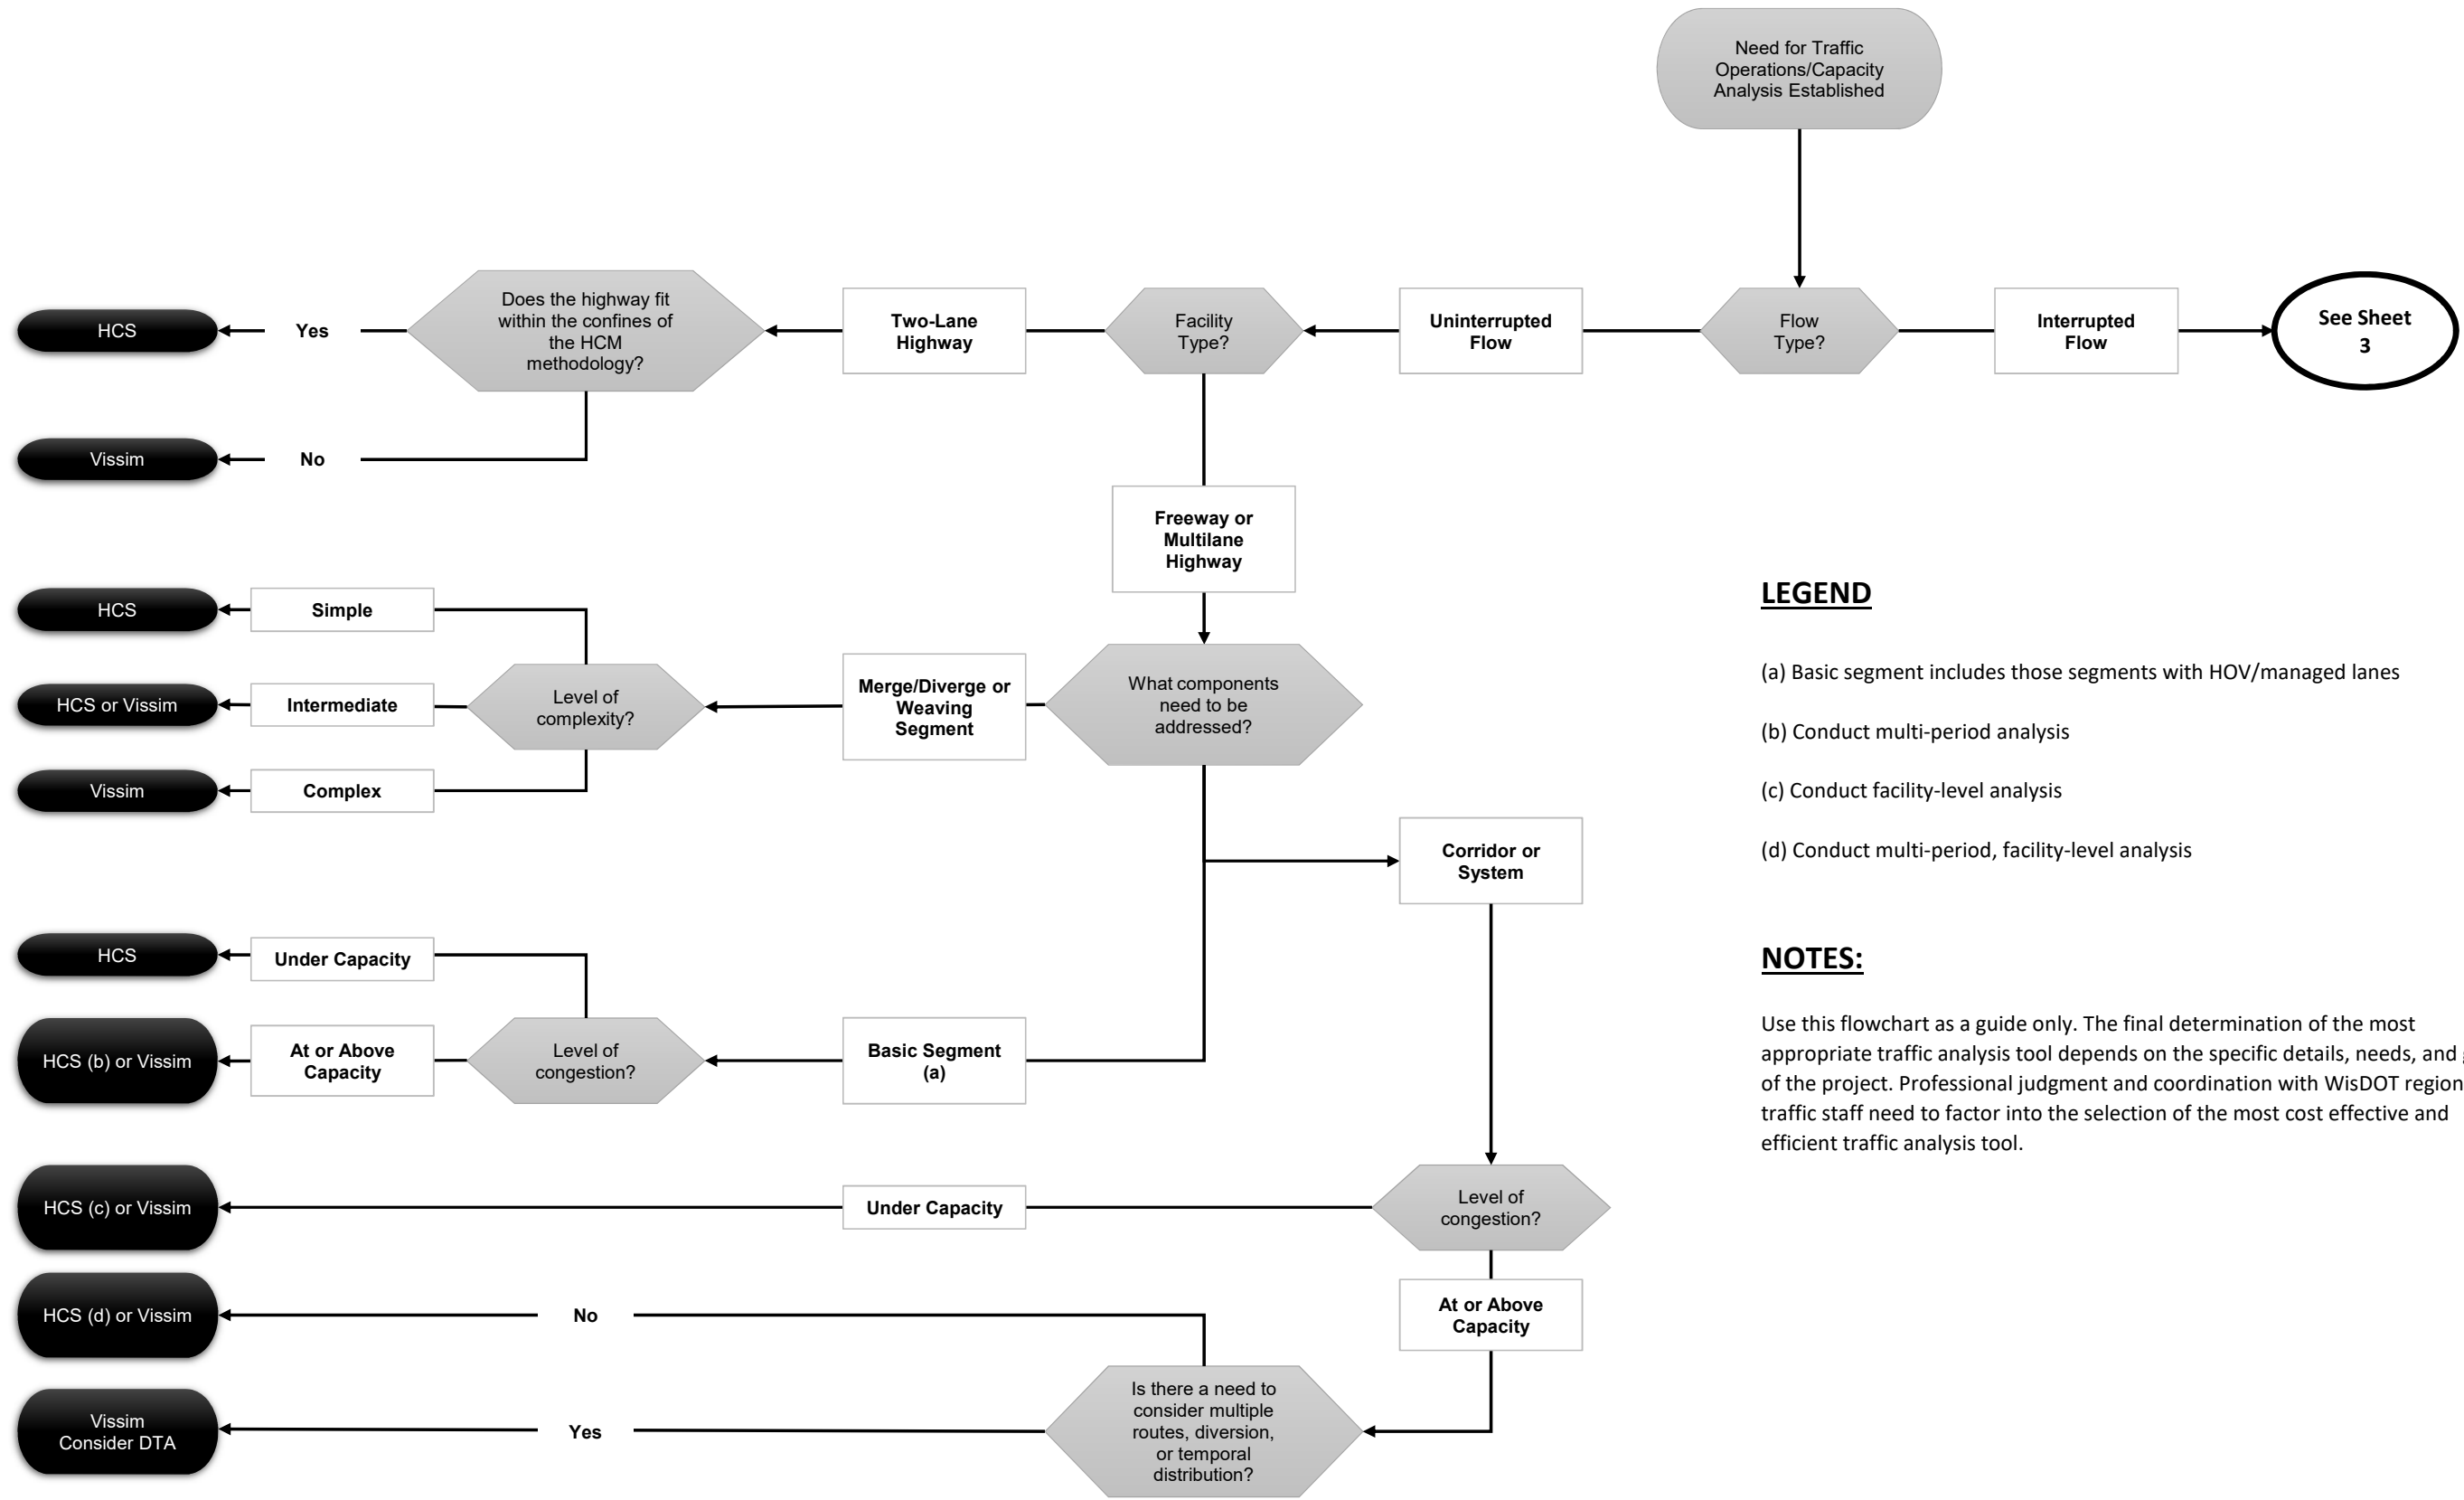 Need for Traffic
Operations/Capacity
Analysis Established
HCS
Yes
Does the highway fit
within the confines of
the HCM
methodology?
Two-Lane
Highway
Facility
Type?
Uninterrupted
Flow
Flow
Type?
Interrupted
Flow
See Sheet
3
Vissim
No
Freeway or
Multilane
Highway
HCS
Simple
HCS or Vissim
Intermediate
Level of
complexity?
Merge/Diverge or
Weaving
Segment
What components
need to be
addressed?
Vissim
Complex
Corridor or
System
HCS
Under Capacity
HCS (b) or Vissim
At or Above
Capacity
Level of
congestion?
Basic Segment
(a)
HCS (c) or Vissim
Under Capacity
Level of
congestion?
HCS (d) or Vissim
No
At or Above
Capacity
Vissim
Consider DTA
Yes
Is there a need to
consider multiple
routes, diversion,
or temporal
distribution?
LEGEND
(a) Basic segment includes those segments with HOV/managed lanes
(b) Conduct multi-period analysis
(c) Conduct facility-level analysis
(d) Conduct multi-period, facility-level analysis
NOTES:
Use this flowchart as a guide only. The final determination of the most
appropriate traffic analysis tool depends on the specific details, needs, and
of the project. Professional judgment and coordination with WisDOT region
traffic staff need to factor into the selection of the most cost effective and
efficient traffic analysis tool.